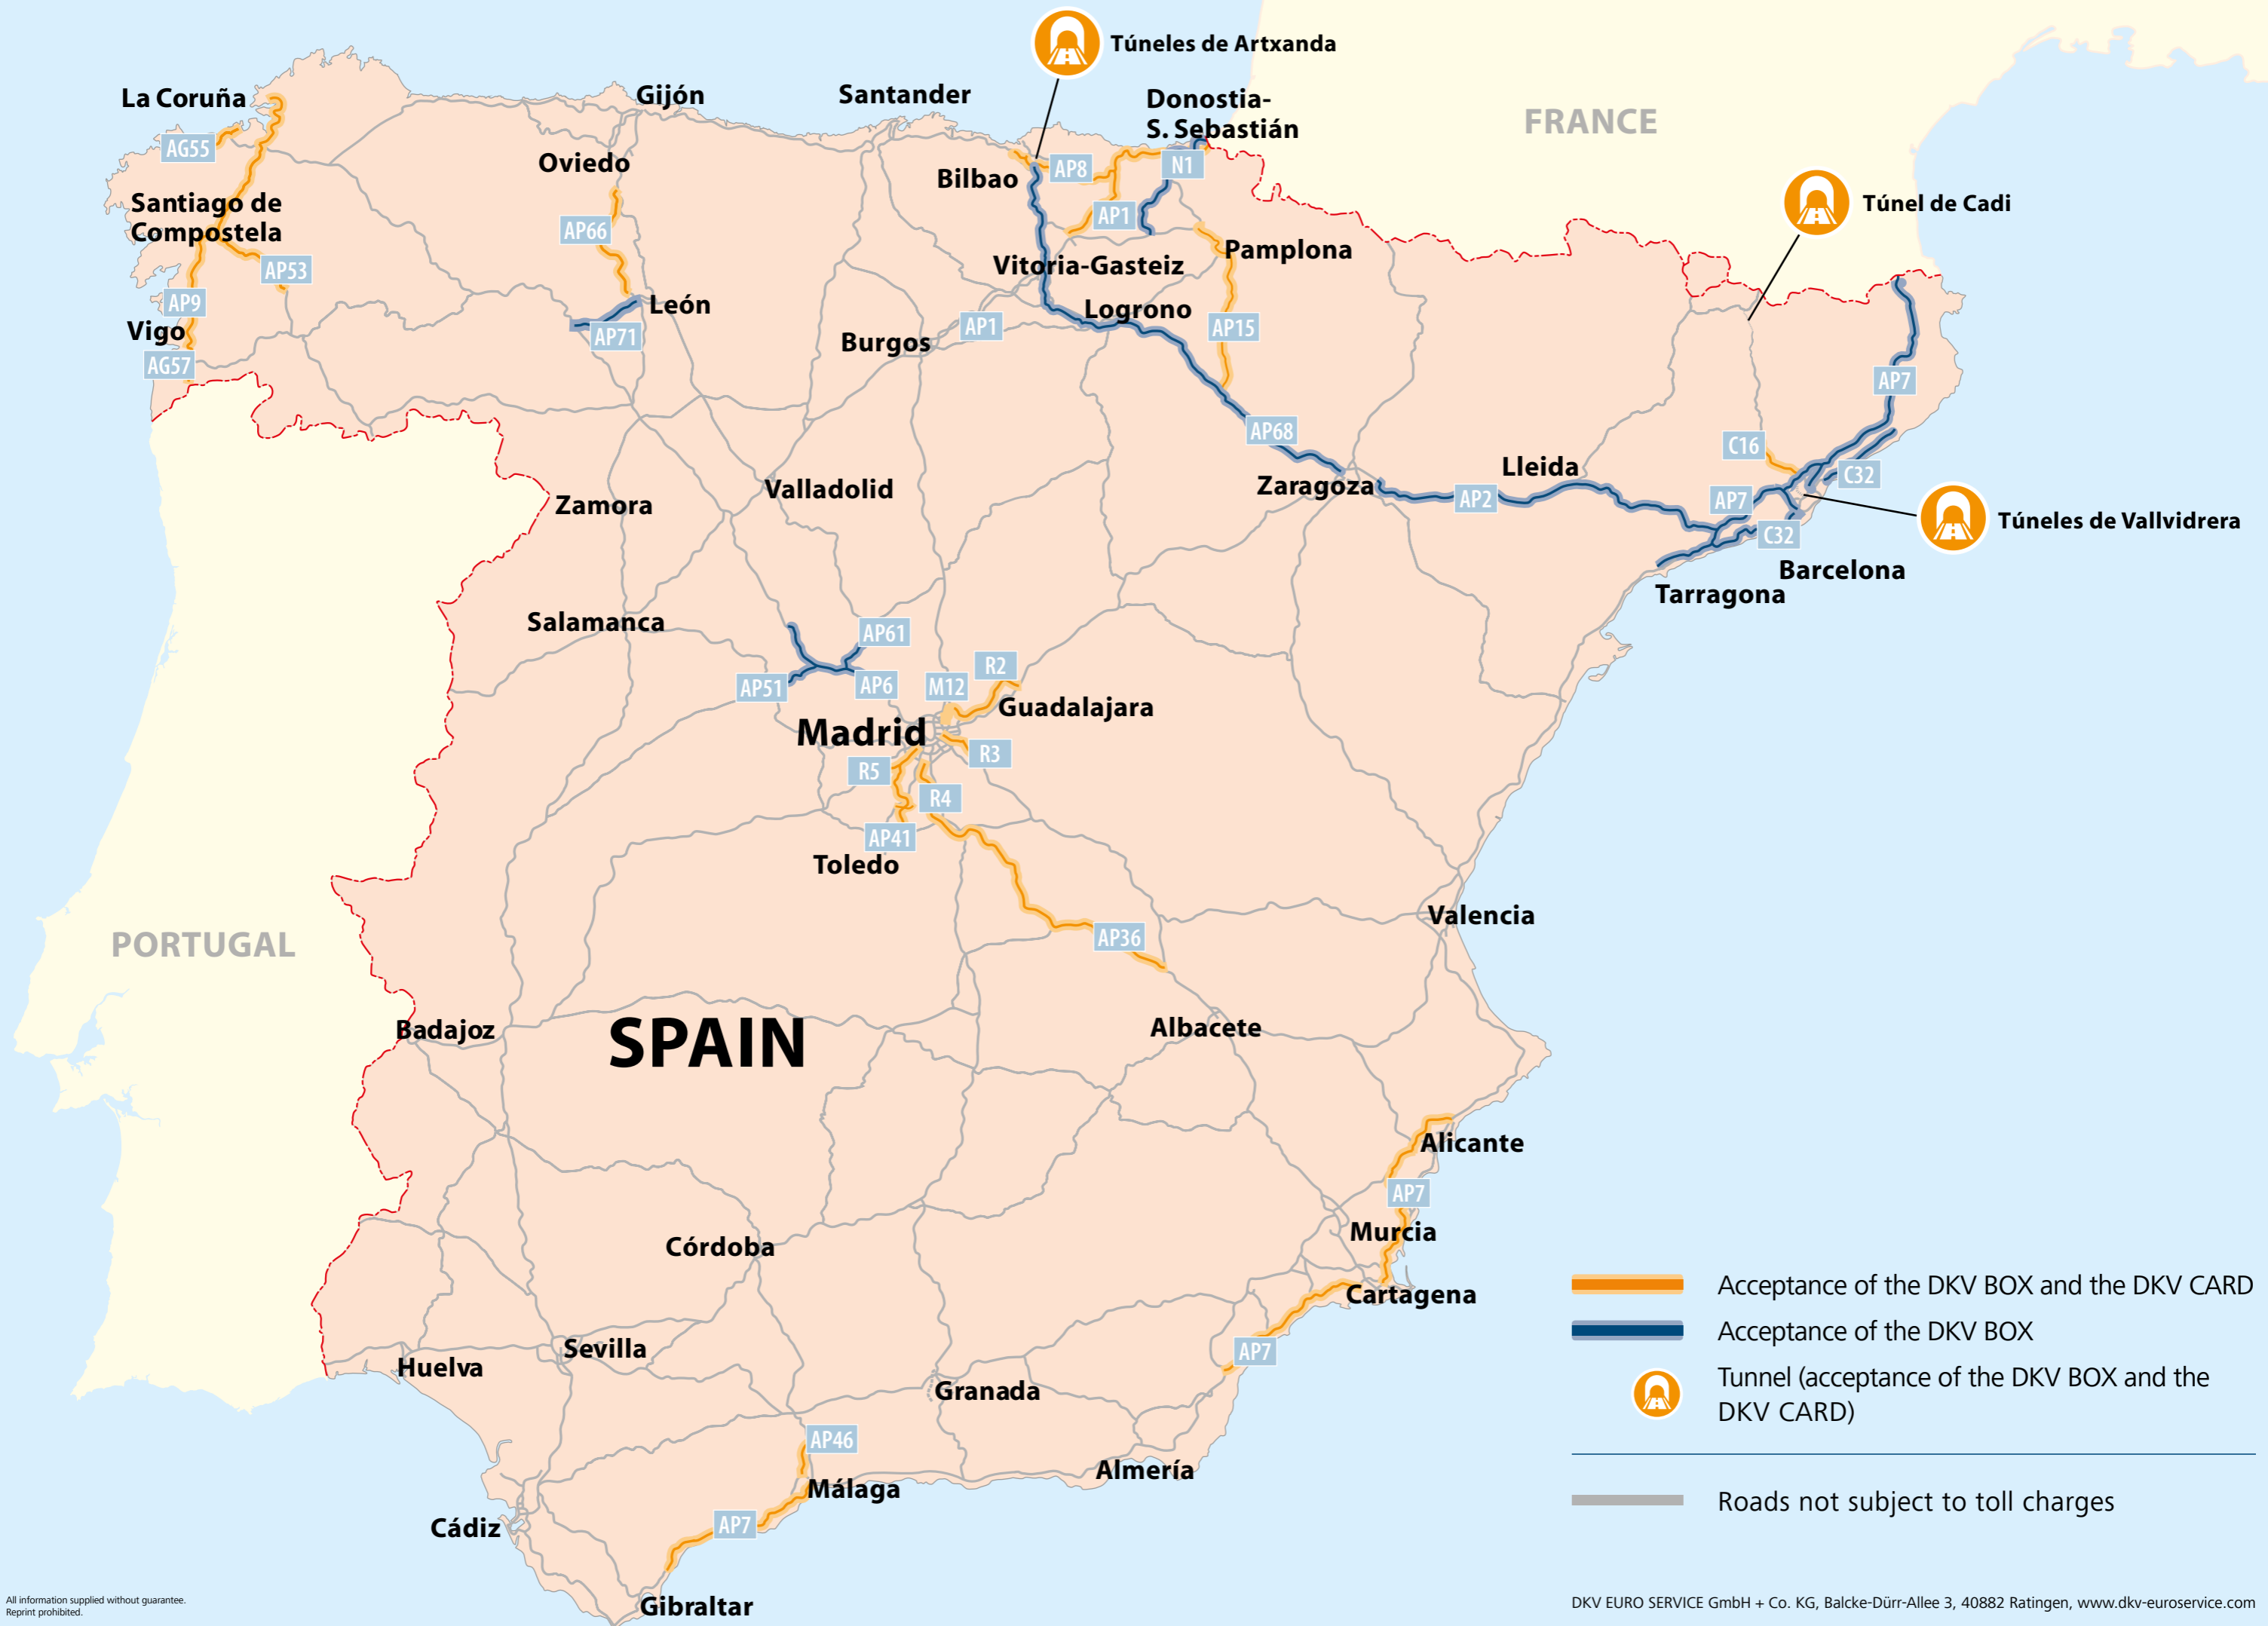 Túneles de Artxanda
La Coruña
Gijón
Santander
Donostia-
S. Sebastián
FRANCE
AG55
Oviedo
Bilbao
AP8
N1
Túnel de Cadi
Santiago de
Compostela
AP66
AP1
Pamplona
AP53
Vitoria-Gasteiz
AP9
León
Logrono
Vigo
AP71
Burgos
AP1
AP15
AG57
AP7
AP68
C16
Lleida
C32
Zaragoza
AP2
AP7
Valladolid
Zamora
Túneles de Vallvidrera
C32
Barcelona
Tarragona
Salamanca
AP61
R2
AP51
AP6
M12
Guadalajara
Madrid
R3
R5
R4
AP41
Toledo
Valencia
AP36
PORTUGAL
Badajoz
SPAIN
Albacete
Alicante
AP7
Murcia
Córdoba
Cartagena
Sevilla
AP7
Huelva
Granada
AP46
Almería
Málaga
AP7
Cádiz
Gibraltar
Acceptance of the DKV BOX and the DKV CARD
Acceptance of the DKV BOX
Tunnel (acceptance of the DKV BOX and the
DKV CARD)
Roads not subject to toll charges
All information supplied without guarantee.
Reprint prohibited.
DKV EURO SERVICE GmbH + Co. KG, Balcke-Dürr-Allee 3, 40882 Ratingen, www.dkv-euroservice.com